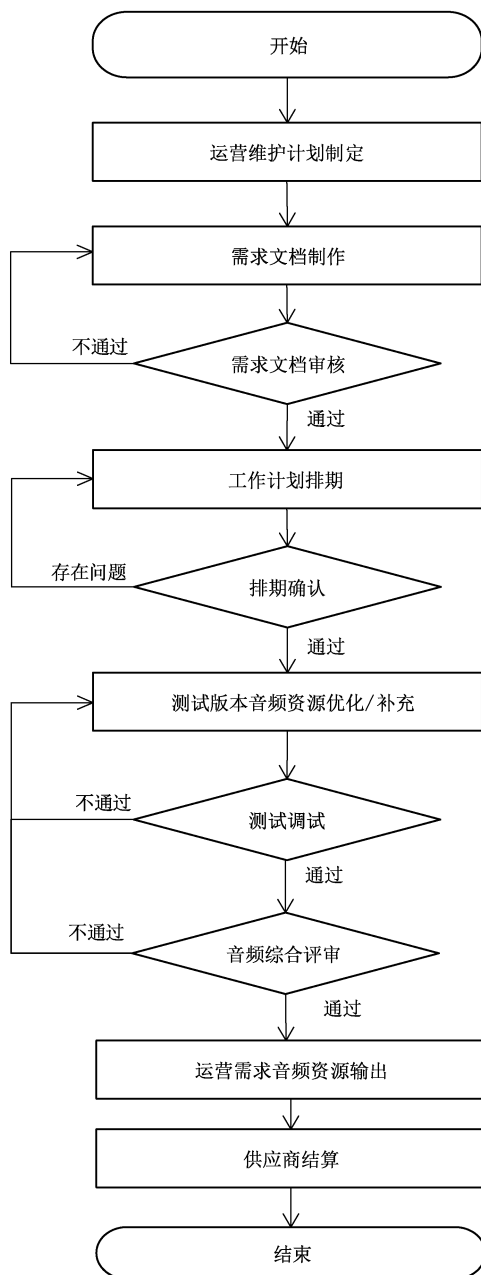 开始
运营维护计划制定
需求文档制作
不通过
需求文档审核
通过
工作计划排期
存在问题
排期确认
通过
测试版本音频资源优化/补充
不通过
测试调试
通过
不通过
音频综合评审
通过
运营需求音频资源输出
供应商结算
结束